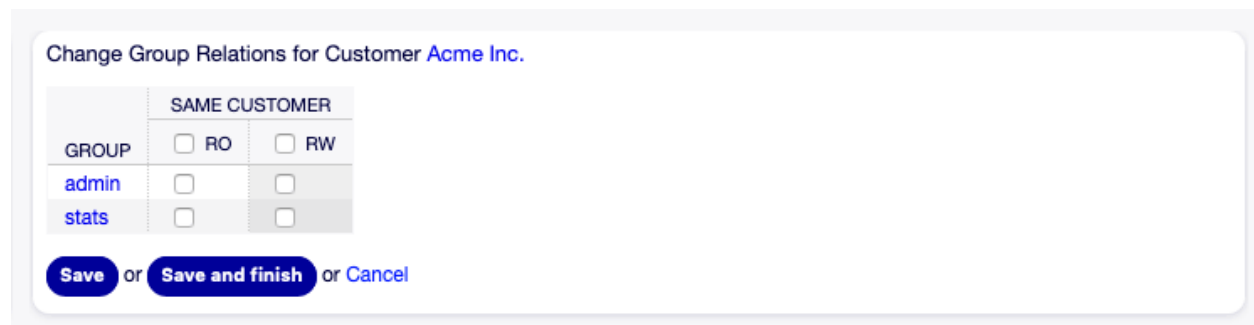 Change Group Relations for Customer Acme Inc.
SAME CUSTOMER
GROUP RO RW
admin
stats
Save or Save and finish or Cancel